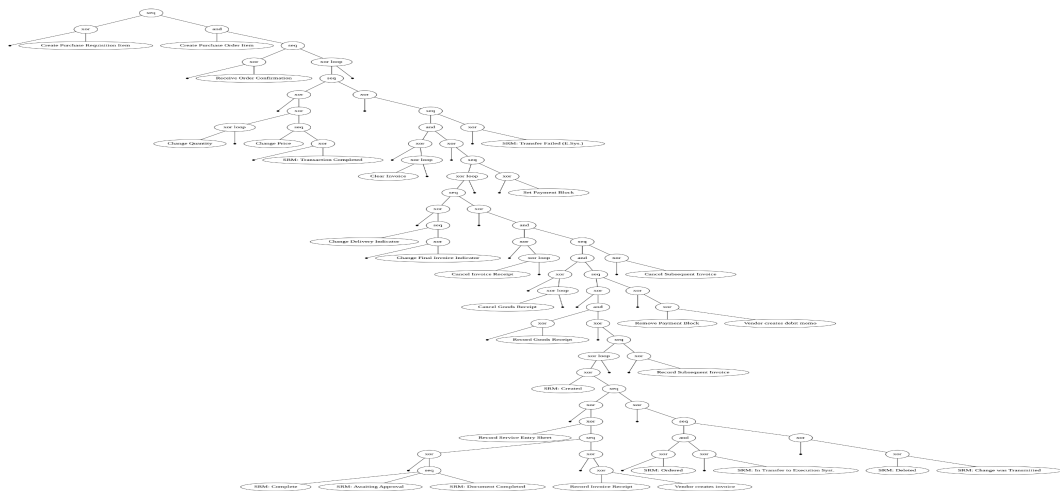 seq
xor and
Create Purchase Requisition Item Create Purchase Order Item seq
xor xor loop
Receive Order Confirmation seq
xor xor
xor seq
xor loop seq and xor
Change Quantity Change Price xor xor xor SRM: Transfer Failed (E.Sys.)
SRM: Transaction Completed xor loop seq
Clear Invoice xor loop xor
seq Set Payment Block
xor xor
seq and
Change Delivery Indicator xor xor seq
Change Final Invoice Indicator xor loop and xor
Cancel Invoice Receipt xor seq Cancel Subsequent Invoice
xor loop xor xor
Cancel Goods Receipt and xor
xor xor Remove Payment Block Vendor creates debit memo
Record Goods Receipt seq
xor loop xor
xor Record Subsequent Invoice
SRM: Created seq
xor xor
xor seq
Record Service Entry Sheet seq and xor
xor xor xor xor xor
seq xor SRM: Ordered SRM: In Transfer to Execution Syst. SRM: Deleted SRM: Change was Transmitted
SRM: Complete SRM: Awaiting Approval SRM: Document Completed Record Invoice Receipt Vendor creates invoice